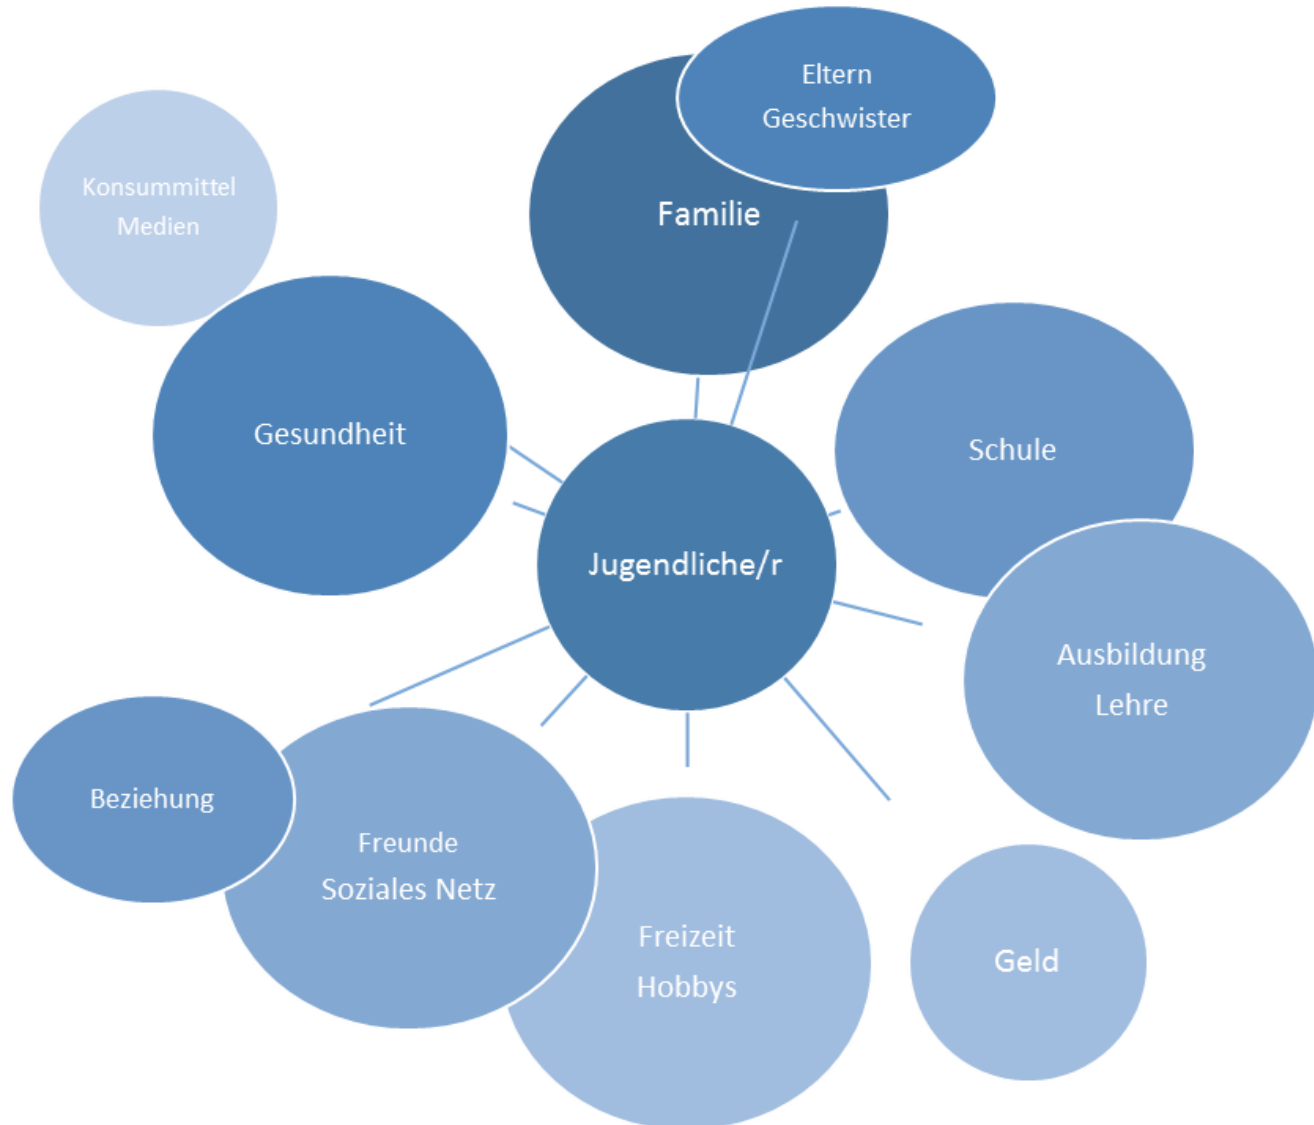 Eltern
Geschwister
Familie
Konsummittel
Medien
Gesundheit
Schule
Jugendliche/r
Ausbildung
Lehre
Beziehung
Freunde
Soziales Netz
Freizeit
Hobbys
Geld